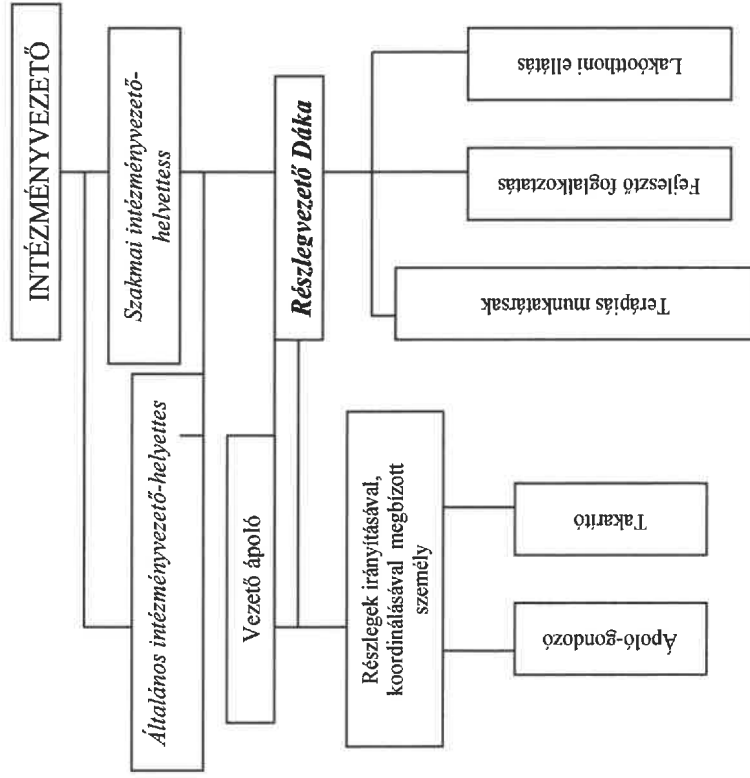 INTÉZMÉNYVEZETŐ
Általános intézményvezető-helyettes
Szakmai intézményvezető-
helvettess
Vezető ápoló
Részlegvezető Dáka
Részlegek irányításával,
koordinálásával megbízott
személy
Terápiás munkatársak
Fejlesztő foglalkoztatás
Lakóotthoni ellátás
Ápoló-gondozó
Takarító